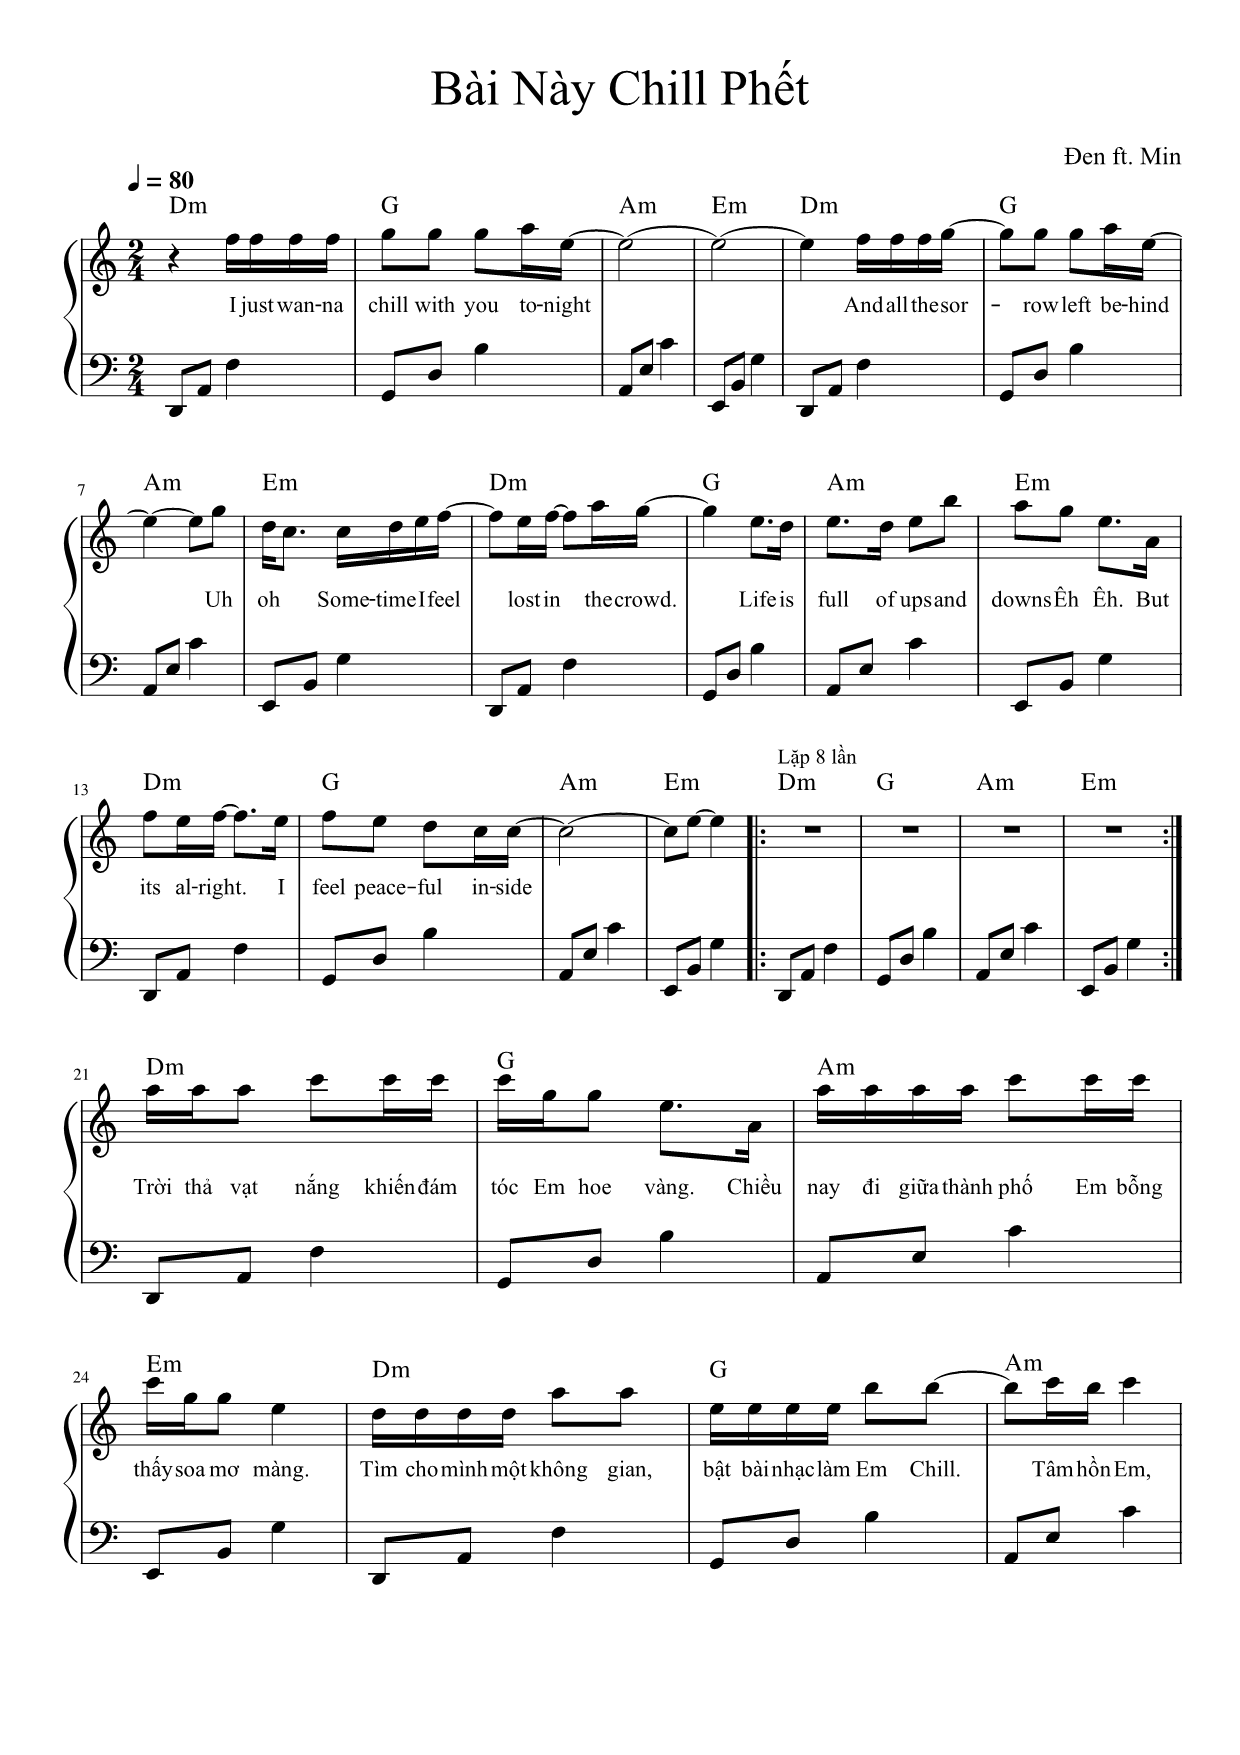 Bài Này Chill Phết
Đen ft. Min
= 80
Dm G Am Em Dm G
2 4
I just wan-na chill with you to-night And all the sor - row left be-hind
2 4
7
Am Em Dm G Am Em
Uh oh Some-time I feel lost in the crowd. Life is full of ups and downs Êh Êh. But
Lặp 8 lần
13
Dm G Am Em Dm G Am Em
its al-right. I feel peace-ful in-side
21
Dm G Am
Trời thả vạt nắng khiến đám tóc Em hoe vàng. Chiều nay đi giữa thành phố Em bỗng
24
Em Dm G Am
thấy soa mơ màng. Tìm cho mình một không gian, bật bài nhạc làm Em Chill. Tâm hồn Em,